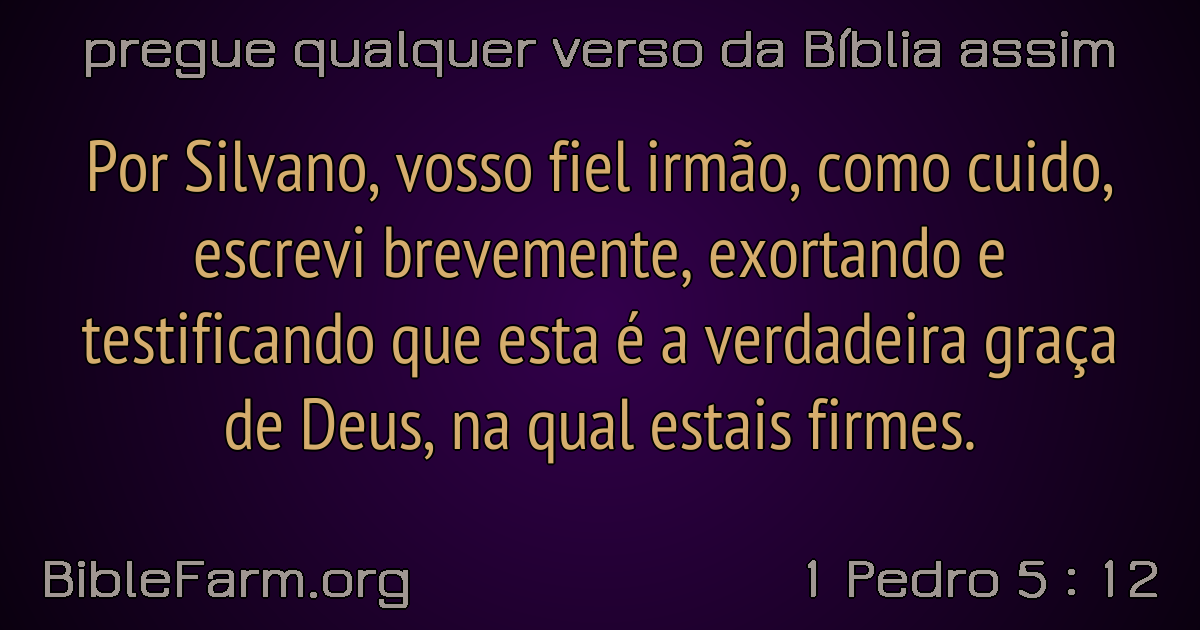 pregue qualquer verso da Bíblia assim
Por Silvano, vosso fiel irmão, como cuido,
escrevi brevemente, exortando e
testificando que esta é a verdadeira graça
de Deus, na qual estais firmes.
BibleFarm.org
1 Pedro 5 : 12